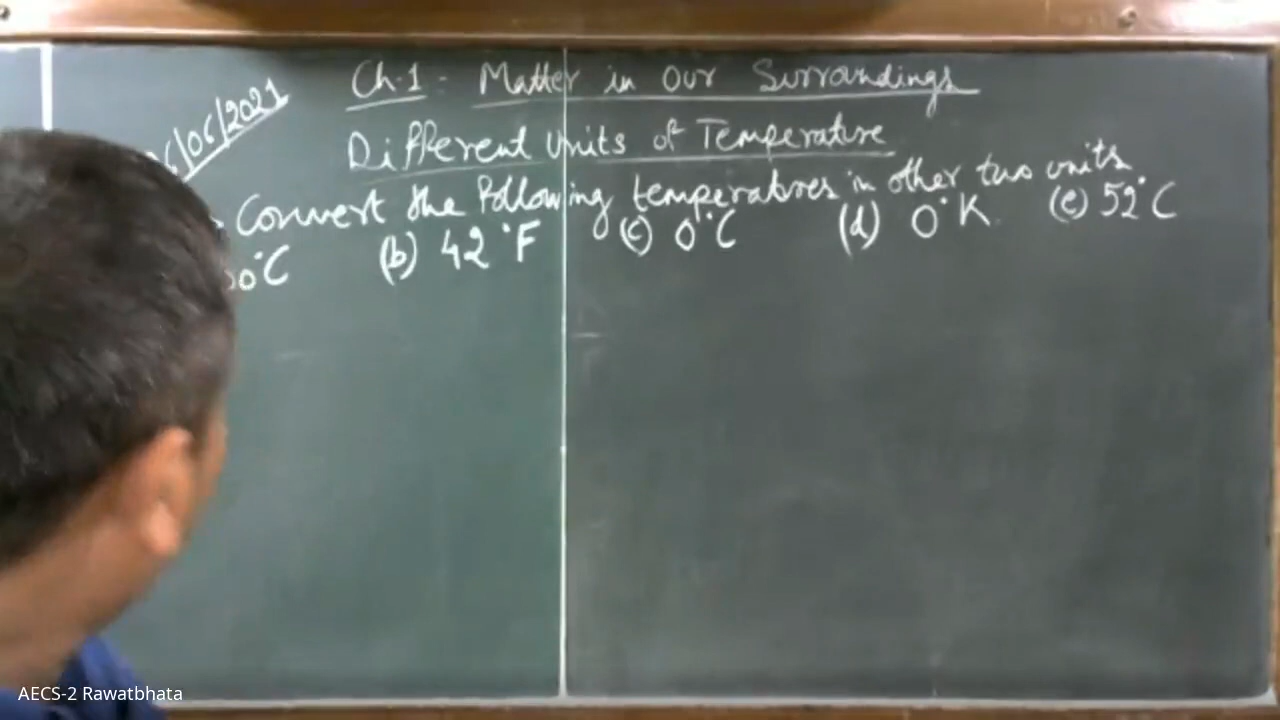 Ch-1 - Matter in Our Surroundings
/06/2021
Different Units of Temperature
Convert the following temperatures in other two units.
0°C (b) 42°F (c) 0°C (d) 0°K (e) 52°C
AECS-2 Rawatbhata